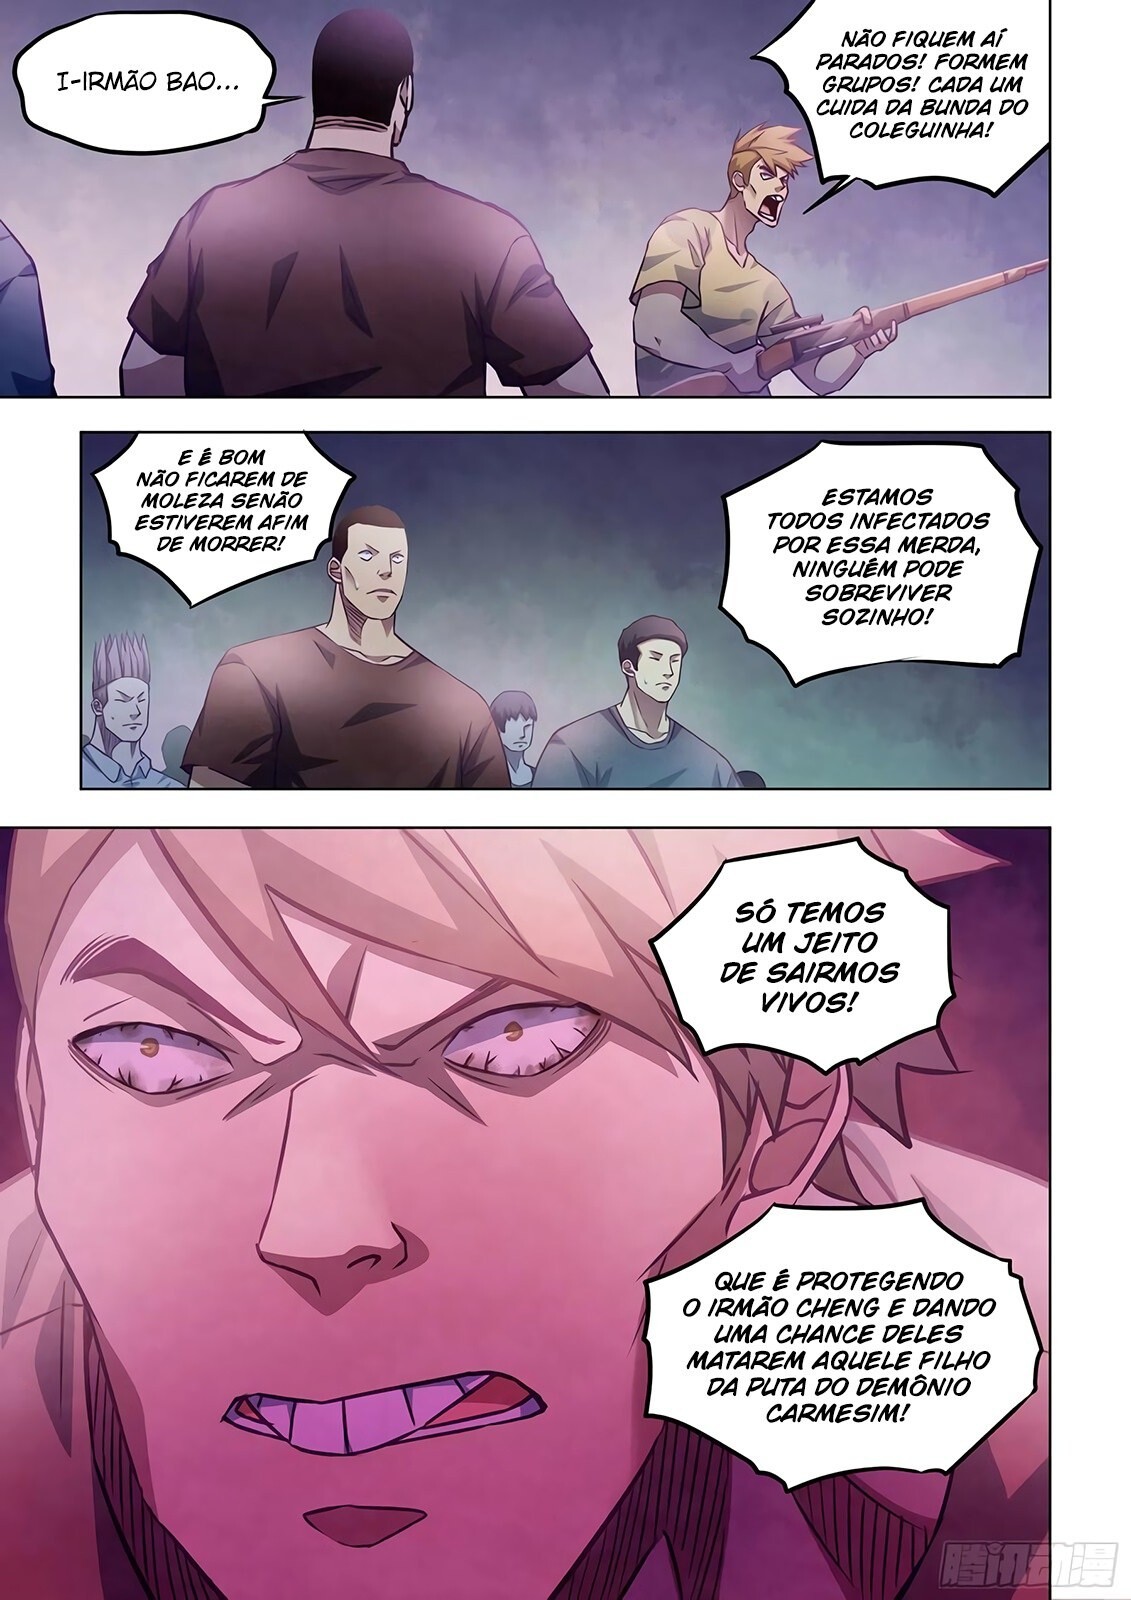 I-IRMÃO BAO...
NÃO FIQUEM AÍ
PARADOS! FORMEM
GRUPOS! CADA UM
CUIDA DA BUNDA DO
COLEGUINHA!
E É BOM
NÃO FICAREM DE
MOLEZA SENÃO
ESTIVEREM AFIM
DE MORRER!
ESTAMOS
TODOS INFECTADOS
POR ESSA MERDA,
NINGUÉM PODE
SOBREVIVER
SOZINHO!
SÓ TEMOS
UM JEITO
DE SAIRMOS
VIVOS!
QUE É PROTEGENDO
O IRMÃO CHENG E DANDO
UMA CHANCE DELES
MATAREM AQUELE FILHO
DA PUTA DO DEMÔNIO
CARMESIM!
腾讯动漫